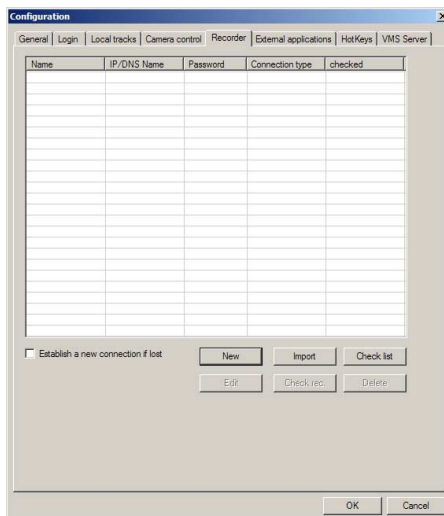 Configuration
General Login Local tracks Camera control Recorder External applications HotKeys VMS Server
Name IP/DNS Name Password Connection type checked
Establish a new connection if lost New Import Check list
Edit Check rec. Delete
OK Cancel